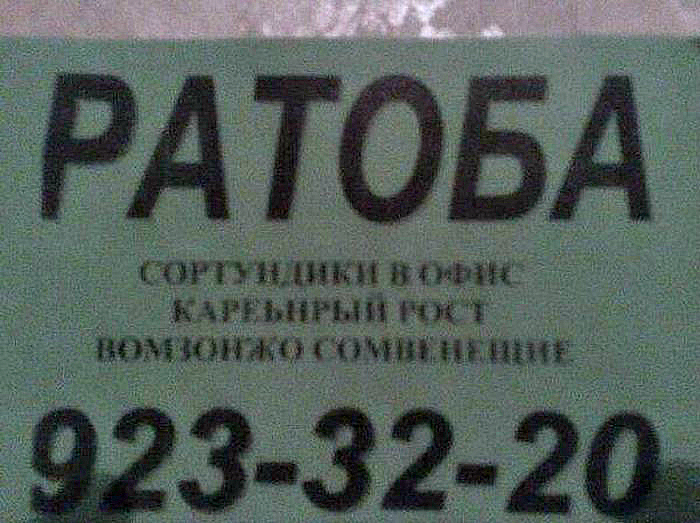 РАТОБА
СОРТУНДИКИ В ОФИС
КАРЕЬИРЫЙ РОСТ
ВОМЗОНЖО СОМВЕНЕЩИЕ
923-32-20